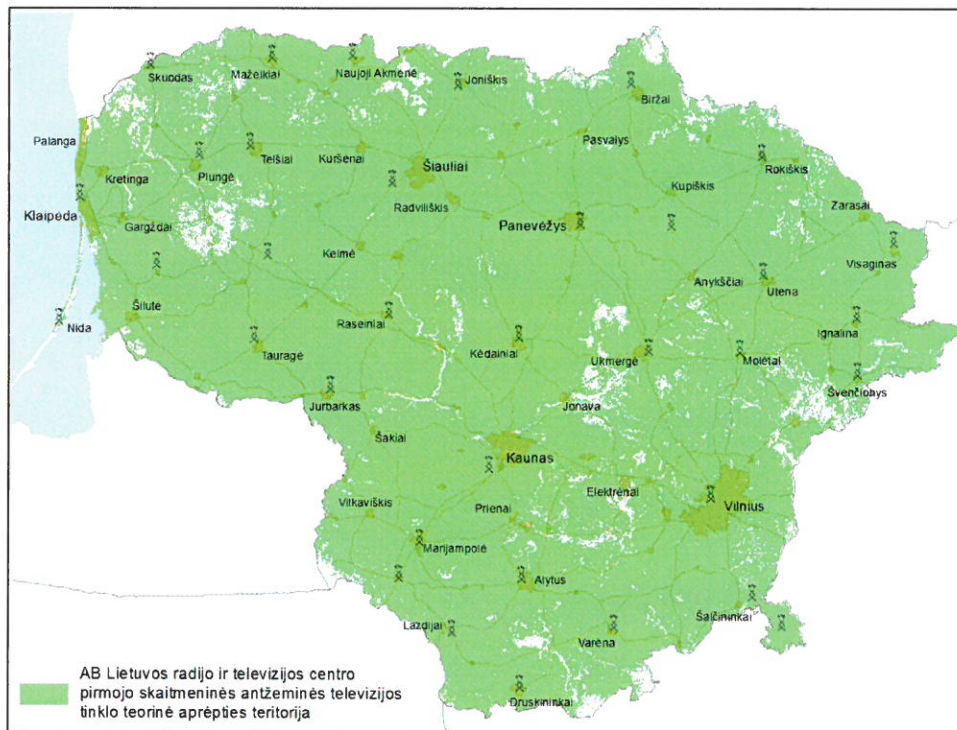 Skuodas
Mažeikiai
Naujoji Akmenė
Joniškis
Biržai
Palanga
Kretinga
Plungė
Telšiai
Kuršėnai
Šiauliai
Radviliškis
Pasvalys
Kupiškis
Rokiškis
Zarasai
Klaipėda
Gargždai
Kelmė
Panevėžys
Visaginas
Anykščiai
Utena
Šilutė
Nida
Raseiniai
Tauragė
Kėdainiai
Ukmergė
Molėtai
Ignalina
Švenčionys
Jurbarkas
Jonava
Šakiai
Kaunas
Vilkaviškis
Prienai
Elektrėnai
Vilnius
Marijampolė
Alytus
Šalčininkai
Lazdijai
Varėna
Druskininkai
AB Lietuvos radijo ir televizijos centro
pirmojo skaitmeninės antžeminės televizijos
tinklo teorinė aprėpties teritorija